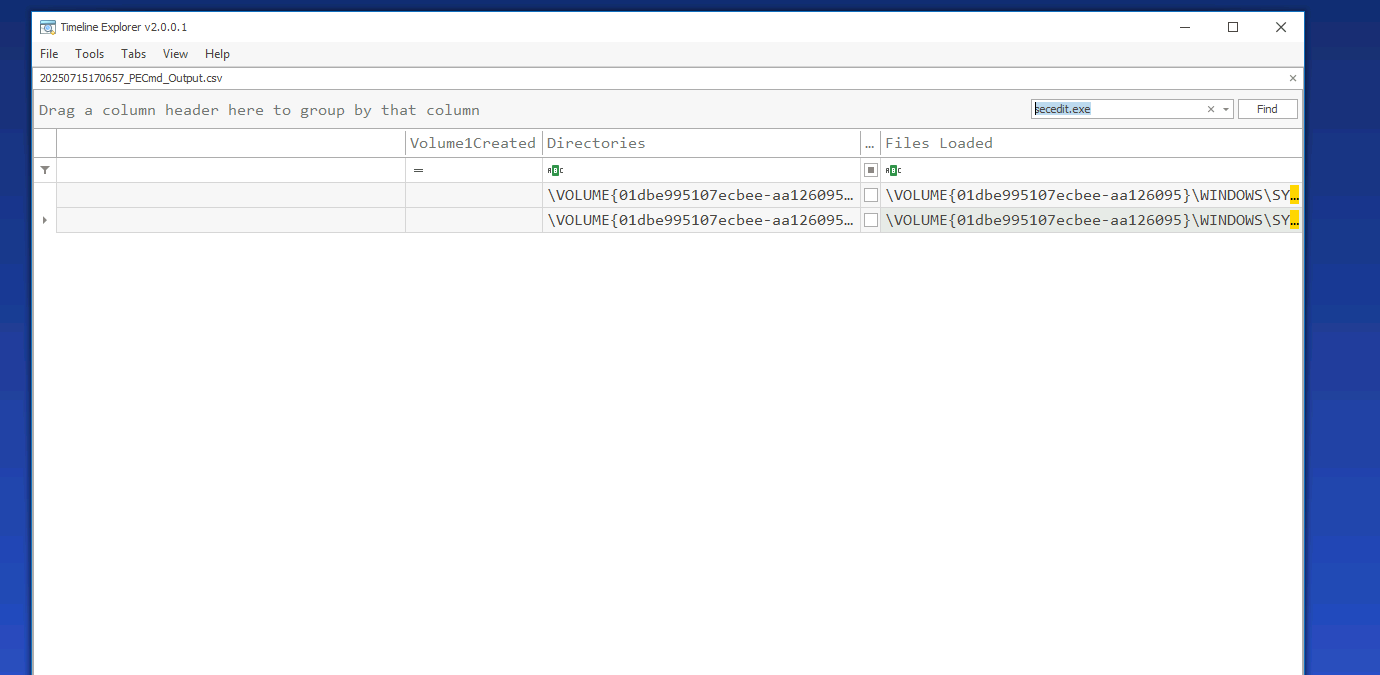 Timeline Explorer v2.0.0.1
File Tools Tabs View Help
20250715170657_PECmd_Output.csv
Drag a column header here to group by that column
secedit.exe
Find
Volume1Created Directories … Files Loaded
= ABC ABC
\VOLUME{01dbe995107ecbee-aa126095… \VOLUME{01dbe995107ecbee-aa126095}\WINDOWS\SY…
\VOLUME{01dbe995107ecbee-aa126095… \VOLUME{01dbe995107ecbee-aa126095}\WINDOWS\SY…